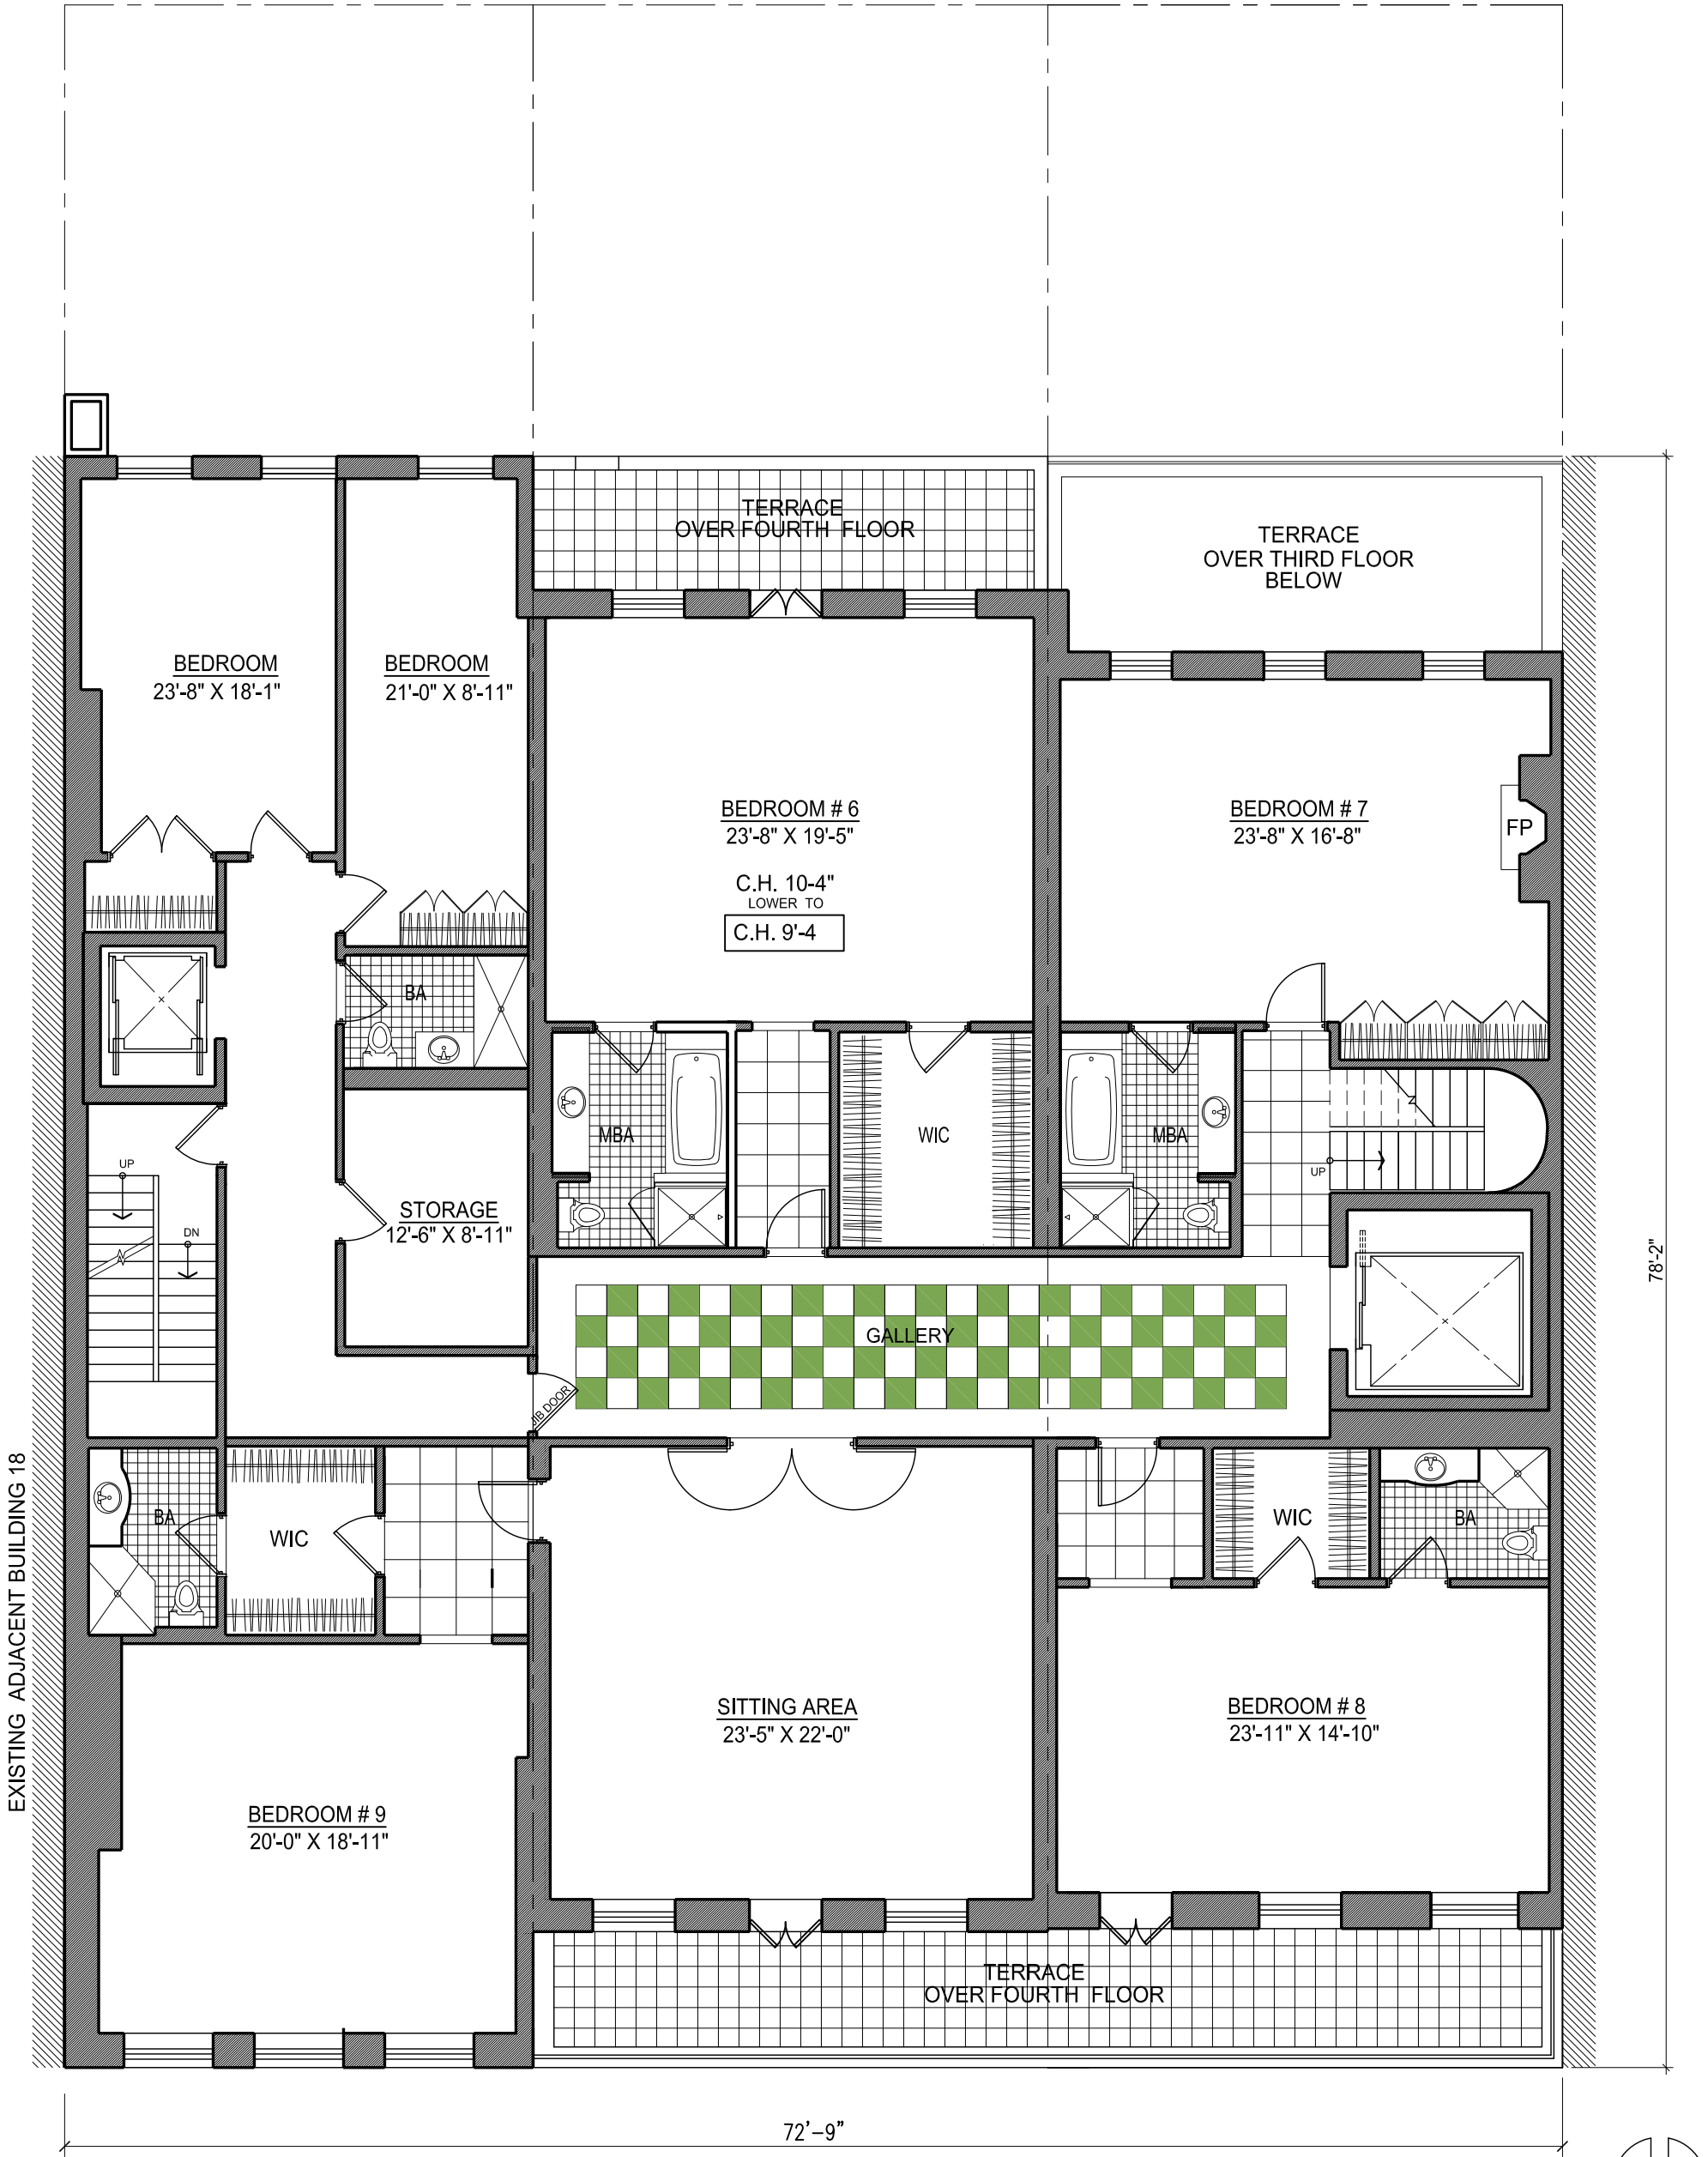 TERRACE
OVER FOURTH FLOOR
TERRACE
OVER THIRD FLOOR
BELOW
BEDROOM
23'-8" X 18'-1"
BEDROOM
21'-0" X 8'-11"
BEDROOM # 6
23'-8" X 19'-5"
C.H. 10-4"
LOWER TO
C.H. 9'-4
BEDROOM # 7
23'-8" X 16'-8"
FP
BA
MBA
WIC
MBA
UP
UP
DN
STORAGE
12'-6" X 8'-11"
78'-2"
GALLERY
JIB DOOR
EXISTING ADJACENT BUILDING 18
BA
WIC
WIC
BA
SITTING AREA
23'-5" X 22'-0"
BEDROOM # 8
23'-11" X 14'-10"
BEDROOM # 9
20'-0" X 18'-11"
TERRACE
OVER FOURTH FLOOR
72'-9"